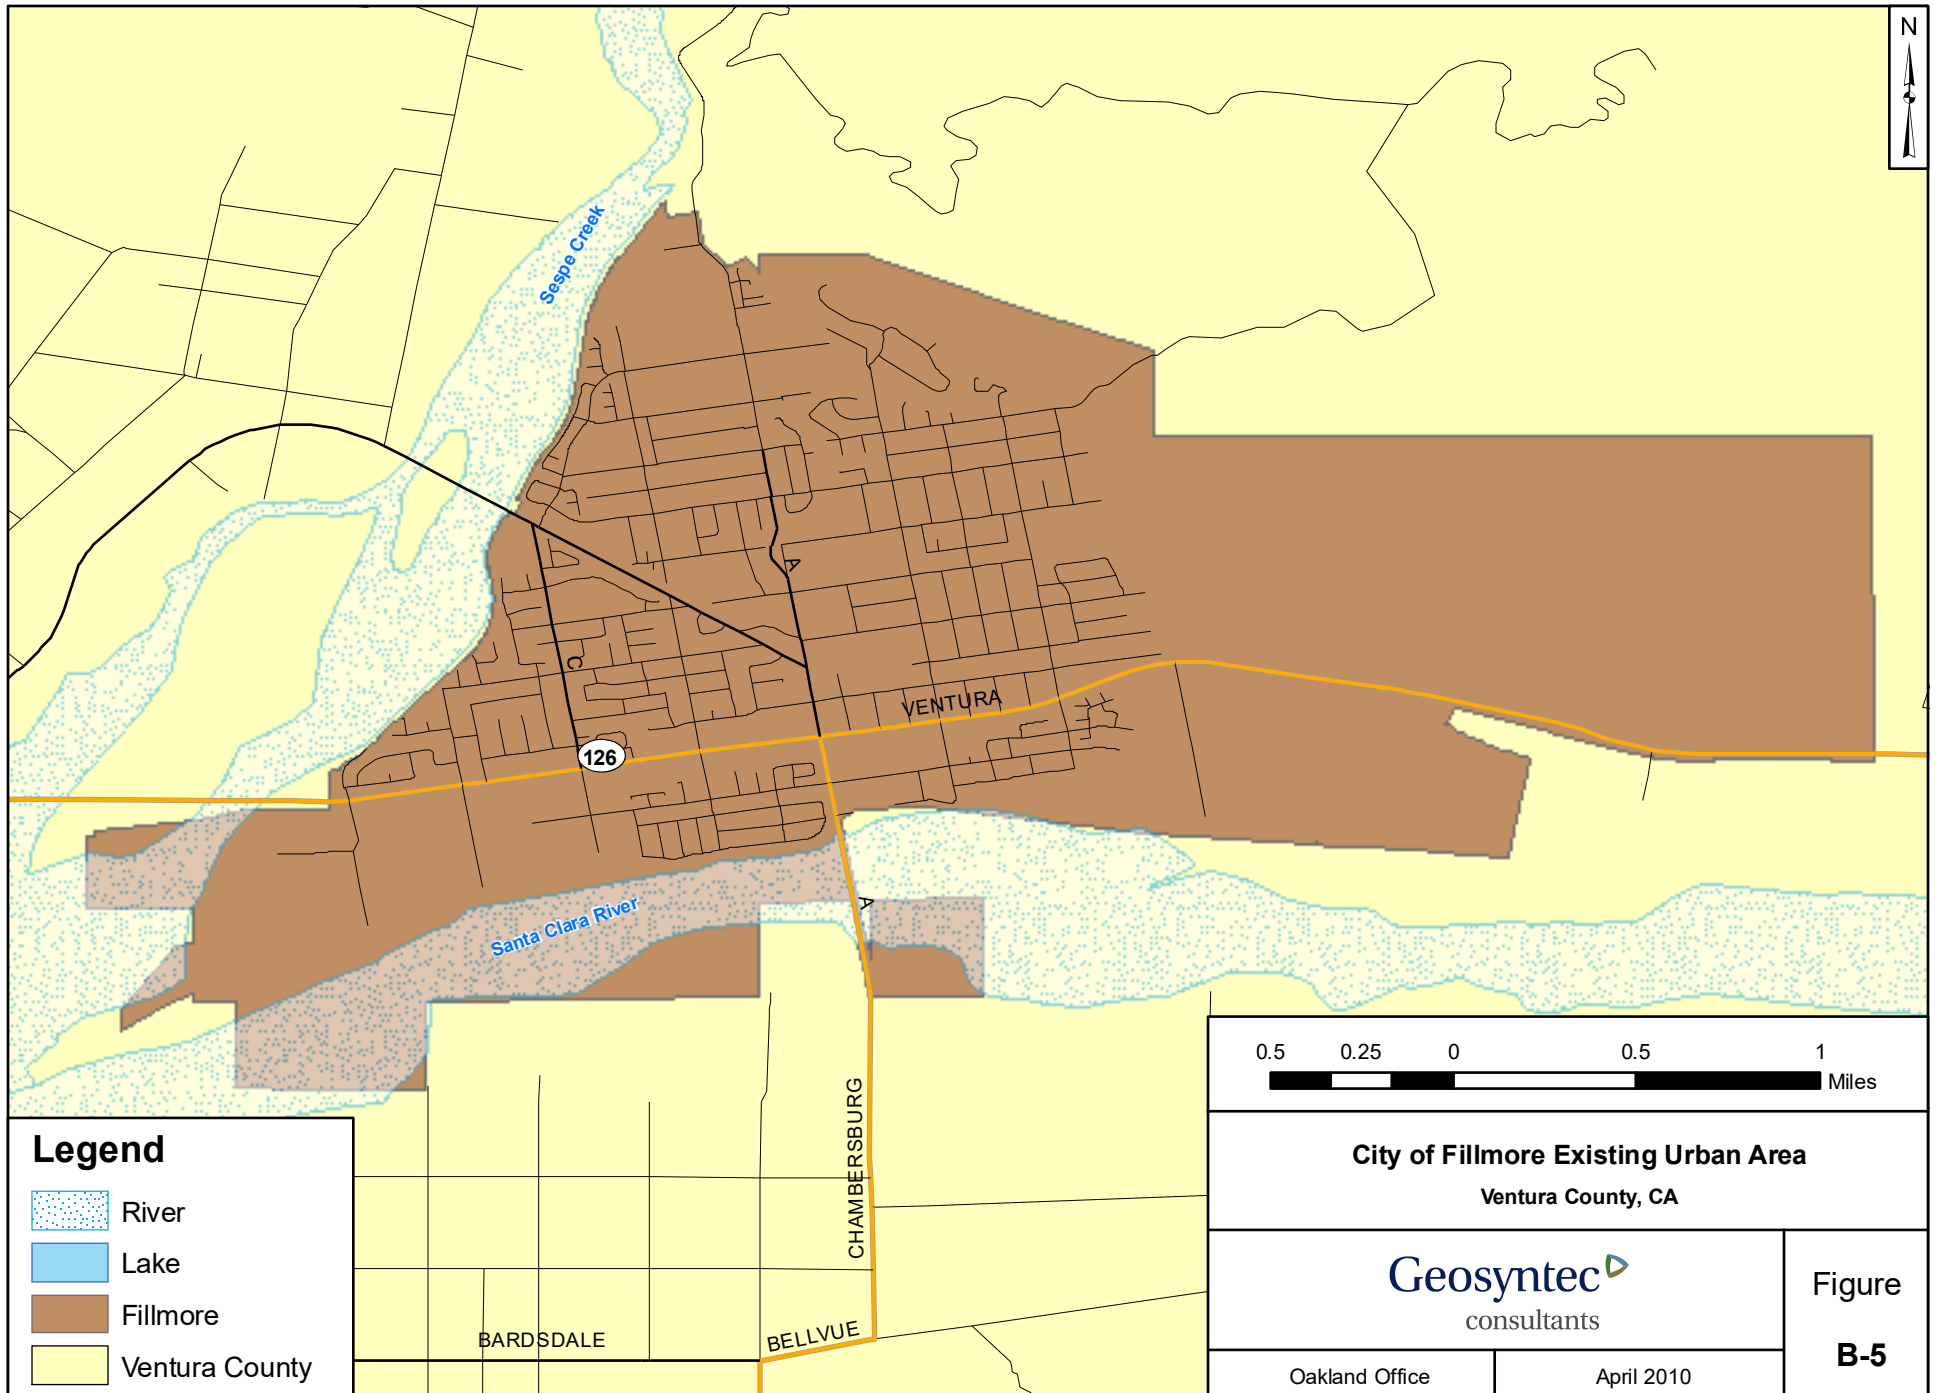 N
Sespe Creek
A
C
VENTURA
126
A
Santa Clara River
CHAMBERSBURG
BARDSDALE
BELLVUE
Legend
River
Lake
Fillmore
Ventura County
0.5 0.25 0 0.5 1
Miles
City of Fillmore Existing Urban Area
Ventura County, CA
Geosyntec
consultants
Figure
B-5
Oakland Office
April 2010